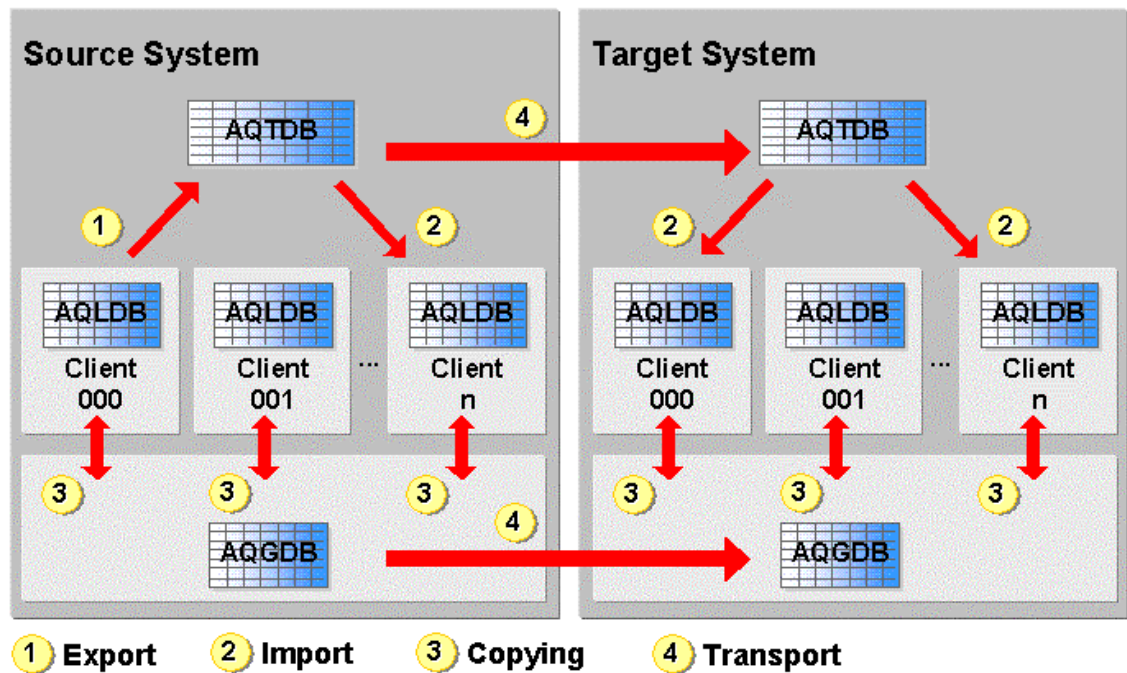 Source System
Target System
AQTDB
4
AQTDB
1
2
2
2
AQLDB
AQLDB
AQLDB
AQLDB
AQLDB
AQLDB
Client
000
Client
001
...
Client
n
Client
000
Client
001
...
Client
n
3
3
3
3
3
3
4
AQGDB
AQGDB
1 Export
2 Import
3 Copying
4 Transport